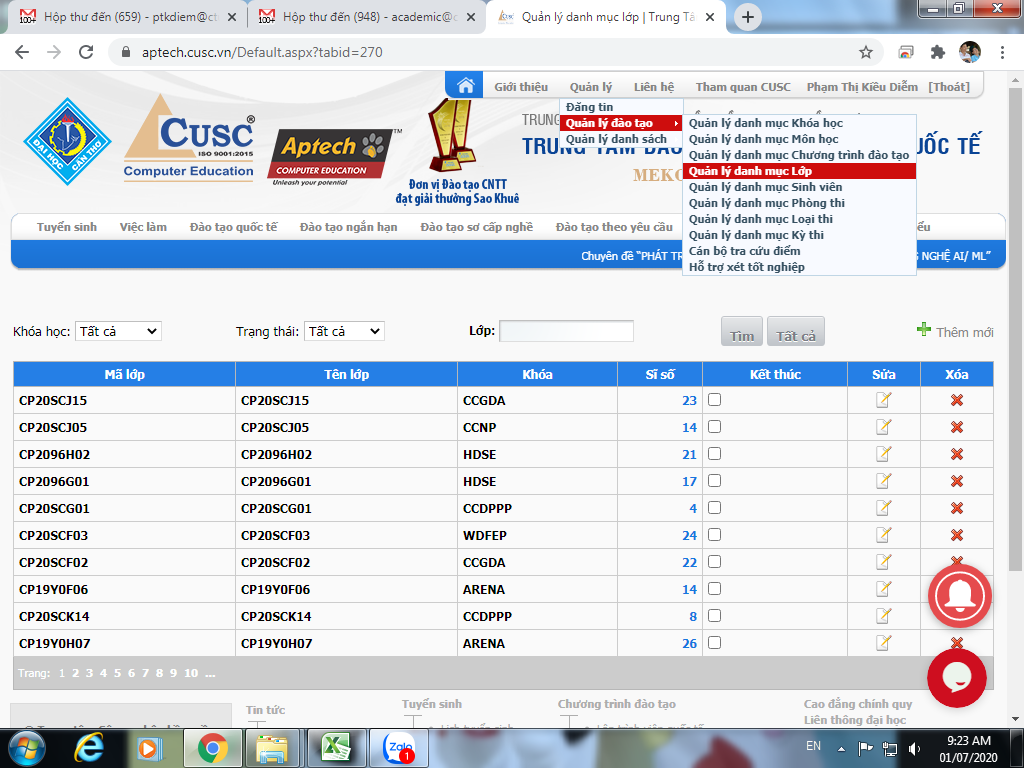 Hộp thư đến (659) - ptkdiem@ct
Hộp thư đến (948) - academic@c
Quản lý danh mục lớp | Trung Tâ
aptech.cusc.vn/Default.aspx?tabid=270
Giới thiệu Quản lý Liên hệ Tham quan CUSC Phạm Thị Kiều Diễm [Thoát]
Đăng tin
Quản lý đào tạo
Quản lý danh sách
Quản lý danh mục Khóa học
Quản lý danh mục Môn học
Quản lý danh mục Chương trình đào tạo
Quản lý danh mục Lớp
Quản lý danh mục Sinh viên
Quản lý danh mục Phòng thi
Quản lý danh mục Loại thi
Quản lý danh mục Kỳ thi
Cán bộ tra cứu điểm
Hỗ trợ xét tốt nghiệp
ĐẠI HỌC CẦN THƠ
CUSC®
ISO 9001:2015
Computer Education
Aptech™
COMPUTER EDUCATION
Unleash your potential
Đơn vị Đào tạo CNTT
đạt giải thưởng Sao Khuê
TRUNG
TRUNG TÂM ĐÀO
UỐC TẾ
MEKO
Tuyển sinh Việc làm Đào tạo quốc tế Đào tạo ngắn hạn Đào tạo sơ cấp nghề Đào tạo theo yêu cầu
Chuyên đề “PHÁT TR
NGHỆ AI/ ML”
Khóa học: Tất cả Trạng thái: Tất cả Lớp: Tìm Tất cả Thêm mới
Mã lớp Tên lớp Khóa Sĩ số Kết thúc Sửa Xóa
CP20SCJ15 CP20SCJ15 CCGDA 23
CP20SCJ05 CP20SCJ05 CCNP 14
CP2096H02 CP2096H02 HDSE 21
CP2096G01 CP2096G01 HDSE 17
CP20SCG01 CP20SCG01 CCDPPP 4
CP20SCF03 CP20SCF03 WDFEP 24
CP20SCF02 CP20SCF02 CCGDA 22
CP19Y0F06 CP19Y0F06 ARENA 14
CP20SCK14 CP20SCK14 CCDPPP 8
CP19Y0H07 CP19Y0H07 ARENA 26
Trang: 1 2 3 4 5 6 7 8 9 10 ...
Tin tức
Tuyển sinh
Chương trình đào tạo
Cao đẳng chính quy
Liên thông đại học
EN
9:23 AM
01/07/2020
100+
100+
Zalo
1